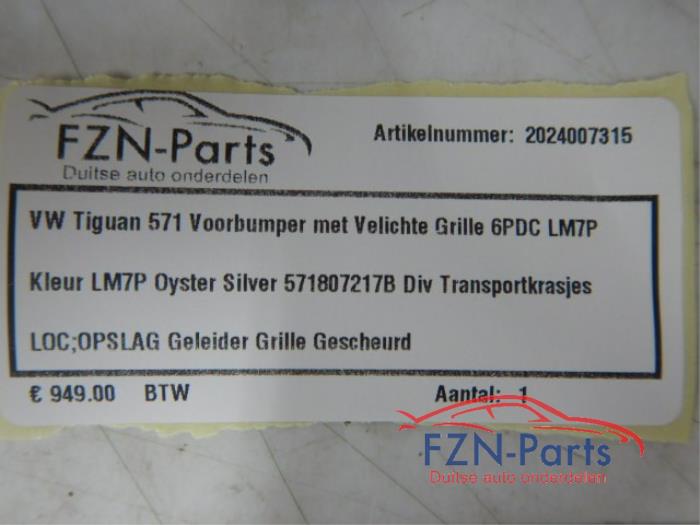 FZN-Parts
Duitse auto onderdelen
Artikelnummer: 2024007315
VW Tiguan 571 Voorbumper met Velichte Grille 6PDC LM7P
Kleur LM7P Oyster Silver 571807217B Div Transportkrasjes
LOC;OPSLAG Geleider Grille Gescheurd
€ 949.00 BTW Aantal: 1
FZN-Parts
Duitse auto onderdelen